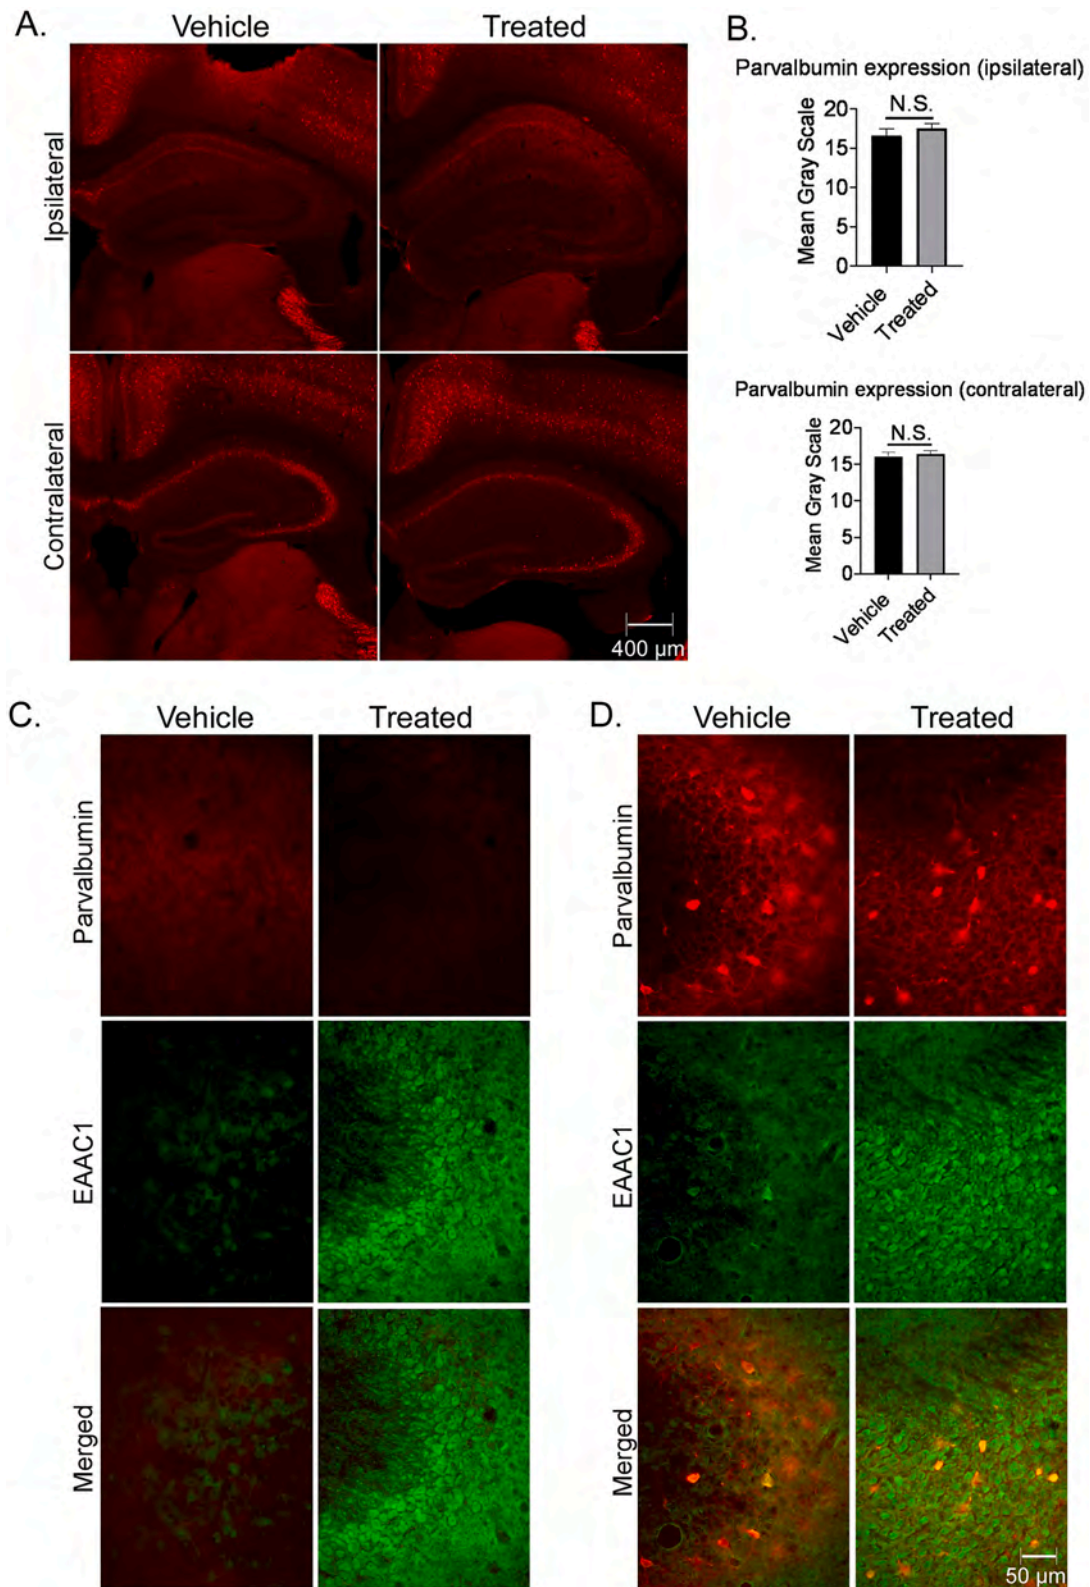 A.
Vehicle
Treated
Ipsilateral
Contralateral
400 µm
B.
Parvalbumin expression (ipsilateral)
Mean Gray Scale
20
15
10
5
0
N.S.
Vehicle
Treated
Parvalbumin expression (contralateral)
Mean Gray Scale
20
15
10
5
0
N.S.
Vehicle
Treated
C.
Vehicle
Treated
Parvalbumin
EAAC1
Merged
D.
Vehicle
Treated
Parvalbumin
EAAC1
Merged
50 µm